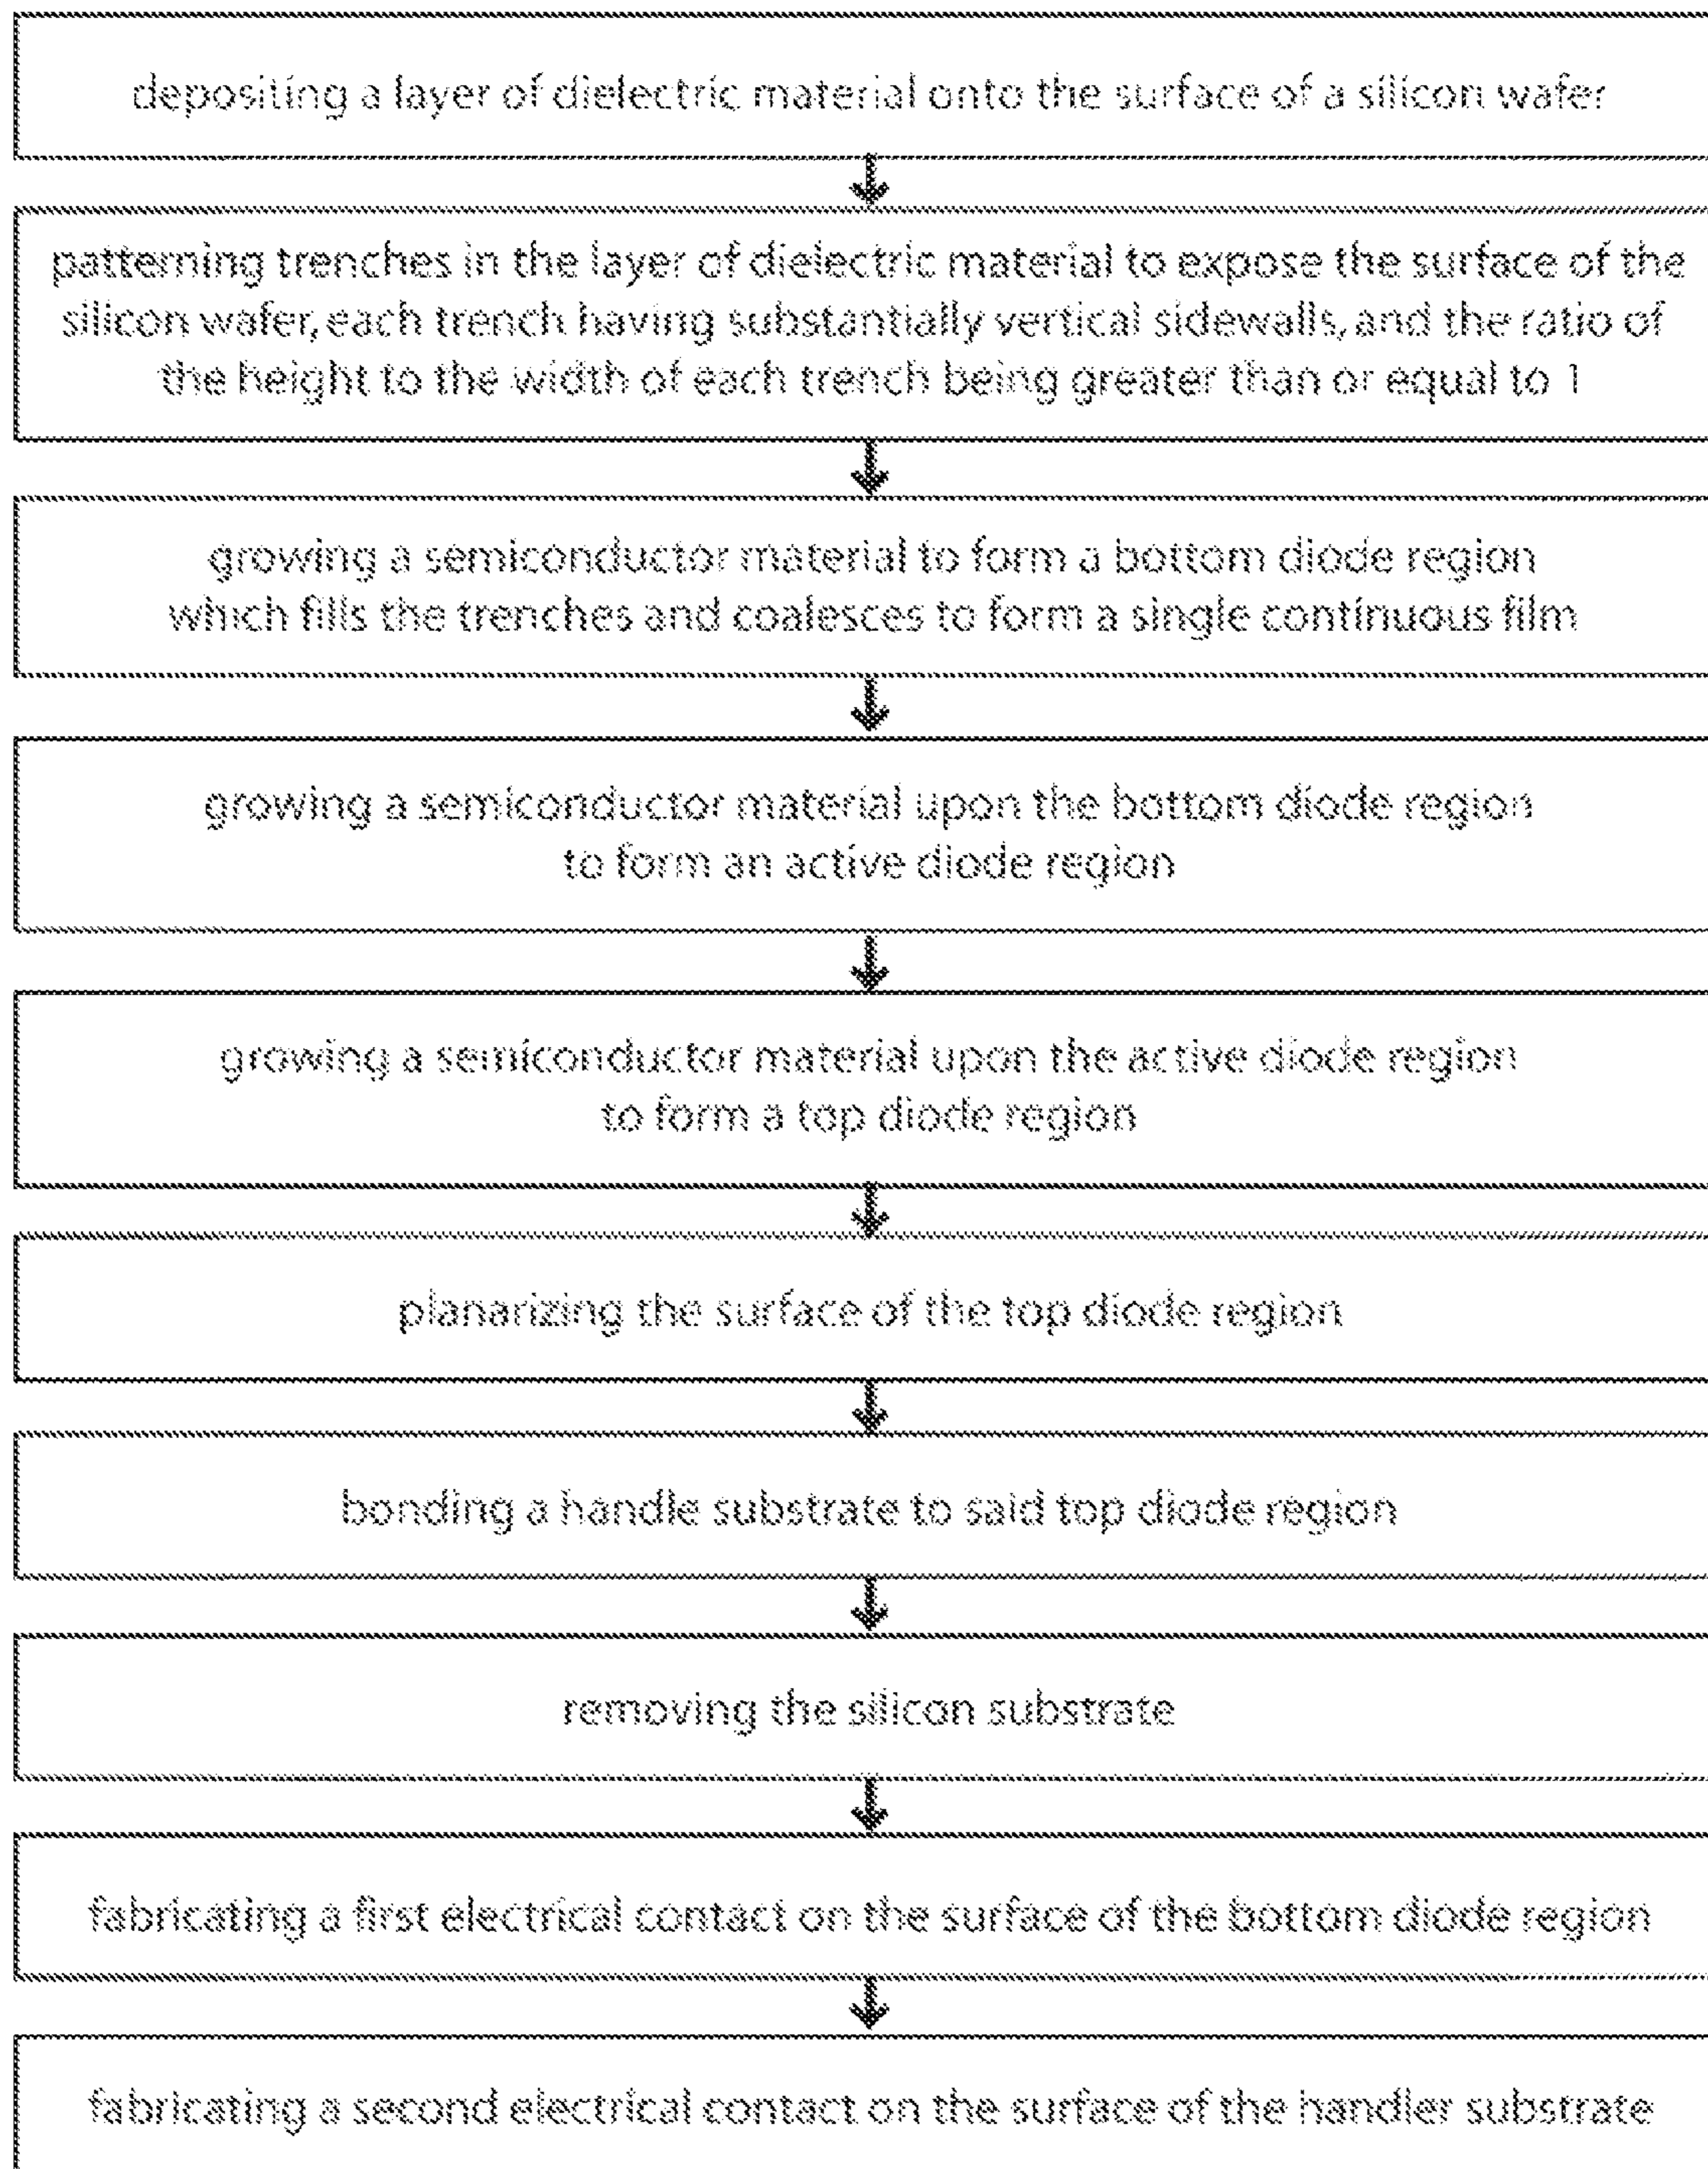 depositing a layer of dielectric material onto the surface of a silicon wafer
patterning trenches in the layer of dielectric material to expose the surface of the
silicon wafer, each trench having substantially vertical sidewalls, and the ratio of
the height to the width of each trench being greater than or equal to 1
growing a semiconductor material to form a bottom diode region
which fills the trenches and coalesces to form a single continuous film
growing a semiconductor material upon the bottom diode region
to form an active diode region
growing a semiconductor material upon the active diode region
to form a top diode region
planarizing the surface of the top diode region
bonding a handle substrate to said top diode region
removing the silicon substrate
fabricating a first electrical contact on the surface of the bottom diode region
fabricating a second electrical contact on the surface of the handler substrate